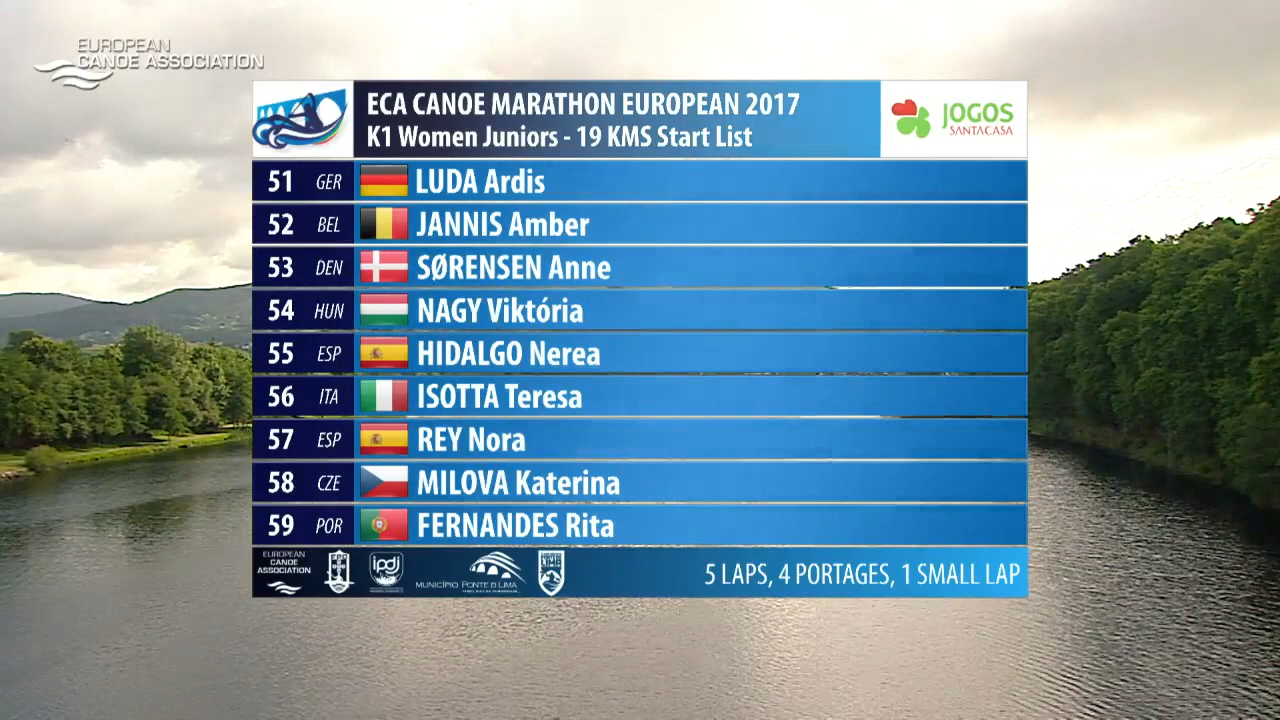 EUROPEAN
CANOE ASSOCIATION
ECA CANOE MARATHON EUROPEAN 2017
K1 Women Juniors - 19 KMS Start List
JOGOS
SANTACASA
51 GER LUDA Ardis
52 BEL JANNIS Amber
53 DEN SØRENSEN Anne
54 HUN NAGY Viktória
55 ESP HIDALGO Nerea
56 ITA ISOTTA Teresa
57 ESP REY Nora
58 CZE MILOVA Katerina
59 POR FERNANDES Rita
EUROPEAN
CANOE
ASSOCIATION
ipdj
MUNICÍPIO PONTE D LIMA
5 LAPS, 4 PORTAGES, 1 SMALL LAP